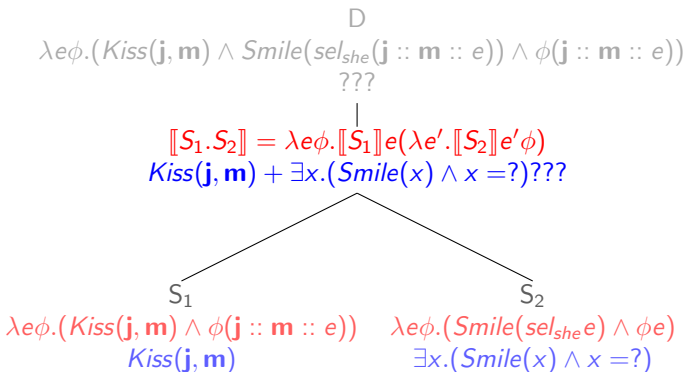 D
λeϕ.(Kiss(j, m) ∧ Smile(sel_she(j :: m :: e)) ∧ ϕ(j :: m :: e))
???
⟦S₁.S₂⟧ = λeϕ.⟦S₁⟧e(λe′.⟦S₂⟧e′ϕ)
Kiss(j, m) + ∃x.(Smile(x) ∧ x =?)???
S₁ S₂
λeϕ.(Kiss(j, m) ∧ ϕ(j :: m :: e)) λeϕ.(Smile(sel_she e) ∧ ϕe)
Kiss(j, m) ∃x.(Smile(x) ∧ x =?)